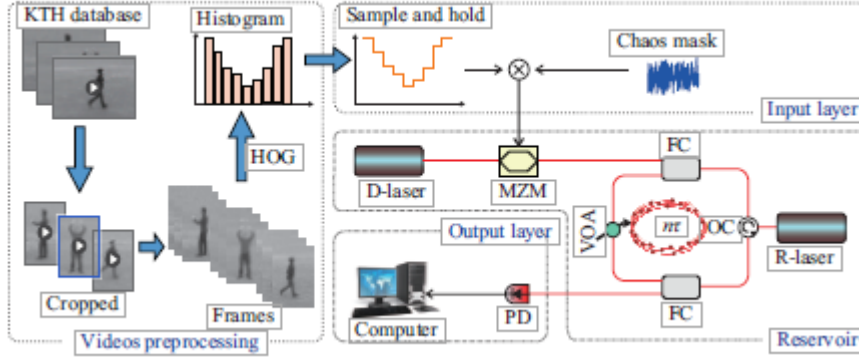 KTH database
Histogram
HOG
Cropped
Frames
Videos preprocessing
Sample and hold
Chaos mask
Input layer
D-laser
MZM
FC
VOA
nτ
OC
R-laser
FC
Reservoir
Output layer
Computer
PD